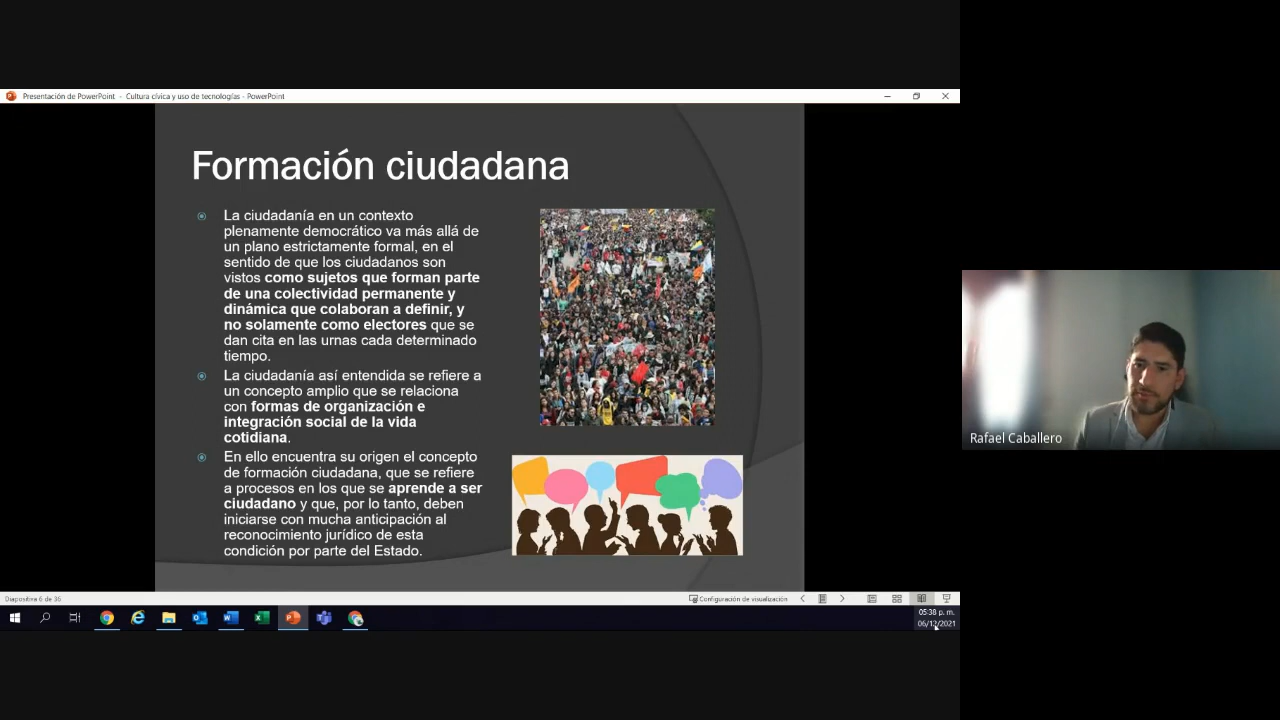 Presentación de PowerPoint - Cultura cívica y uso de tecnologías - PowerPoint
Formación ciudadana
La ciudadanía en un contexto
plenamente democrático va más allá de
un plano estrictamente formal, en el
sentido de que los ciudadanos son
vistos como sujetos que forman parte
de una colectividad permanente y
dinámica que colaboran a definir, y
no solamente como electores que se
dan cita en las urnas cada determinado
tiempo.
La ciudadanía así entendida se refiere a
un concepto amplio que se relaciona
con formas de organización e
integración social de la vida
cotidiana.
En ello encuentra su origen el concepto
de formación ciudadana, que se refiere
a procesos en los que se aprende a ser
ciudadano y que, por lo tanto, deben
iniciarse con mucha anticipación al
reconocimiento jurídico de esta
condición por parte del Estado.
Rafael Caballero
Diapositiva 6 de 36
Configuración de visualización
05:38 p. m.
06/12/2021